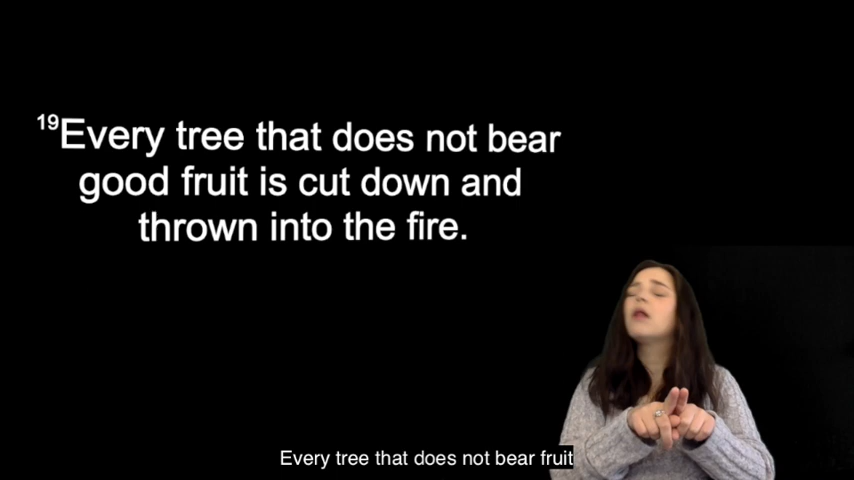 19Every tree that does not bear
good fruit is cut down and
thrown into the fire.
Every tree that does not bear fruit